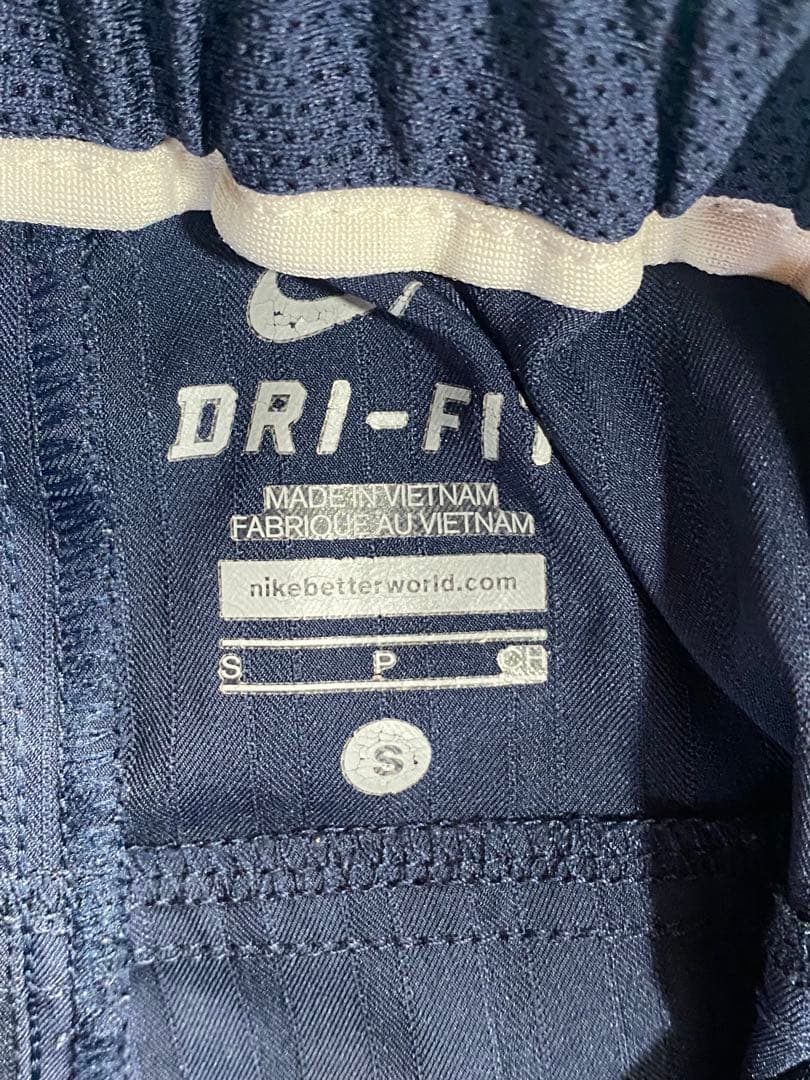 DRI-FIT
MADE IN VIETNAM
FABRIQUE AU VIETNAM
nikebetterworld.com
S P CH
S